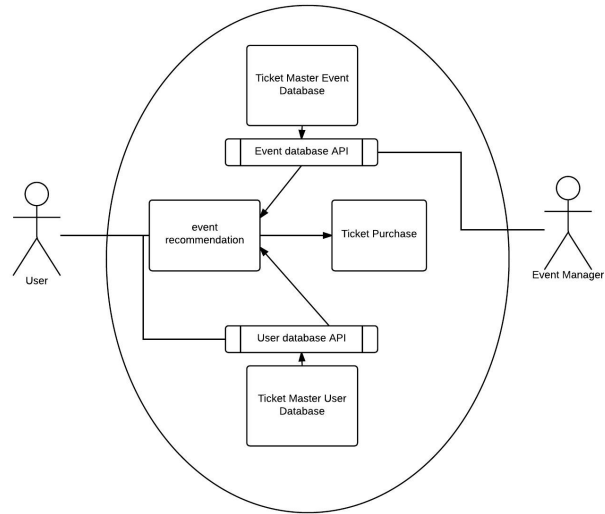 Ticket Master Event
Database
Event database API
event
recommendation
Ticket Purchase
User
Event Manager
User database API
Ticket Master User
Database